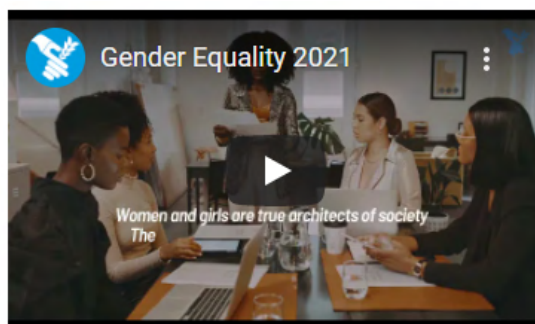 Gender Equality 2021
Women and girls are true architects of society
The